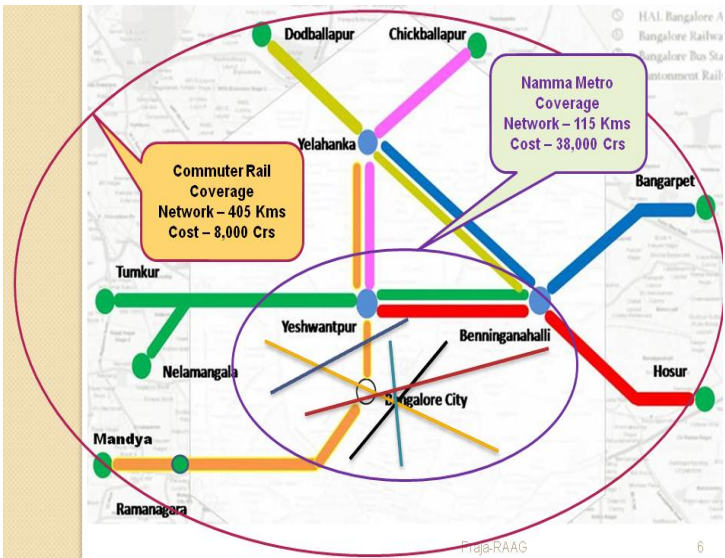 HAL Bangalore A
Bangalore Railwa
Bangalore Bus Sta
antonment Rail
Dodballapur
Chickballapur
Namma Metro
Coverage
Network – 115 Kms
Cost – 38,000 Crs
Yelahanka
Commuter Rail
Coverage
Network – 405 Kms
Cost – 8,000 Crs
Bangarpet
Tumkur
Yeshwantpur
Benninganahalli
Nelamangala
Hosur
Bangalore City
Mandya
Ramanagara
Praja-RAAG
6